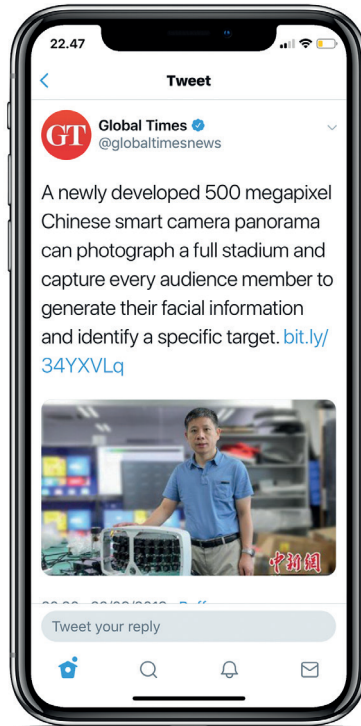 22.47
Tweet
GT
Global Times
@globaltimesnews
A newly developed 500 megapixel
Chinese smart camera panorama
can photograph a full stadium and
capture every audience member to
generate their facial information
and identify a specific target. bit.ly/
34YXVLq
中新網
Tweet your reply